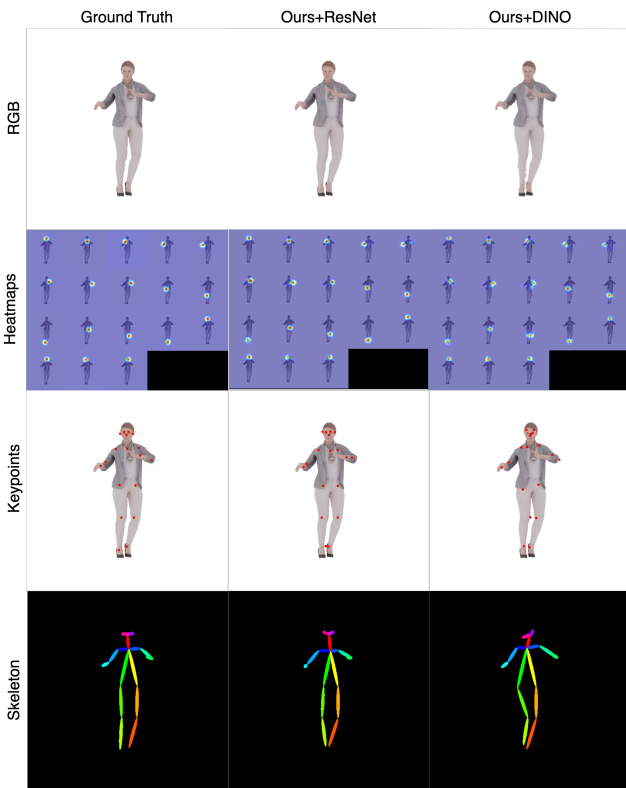 Ground Truth
Ours+ResNet
Ours+DINO
RGB
Heatmaps
Keypoints
Skeleton